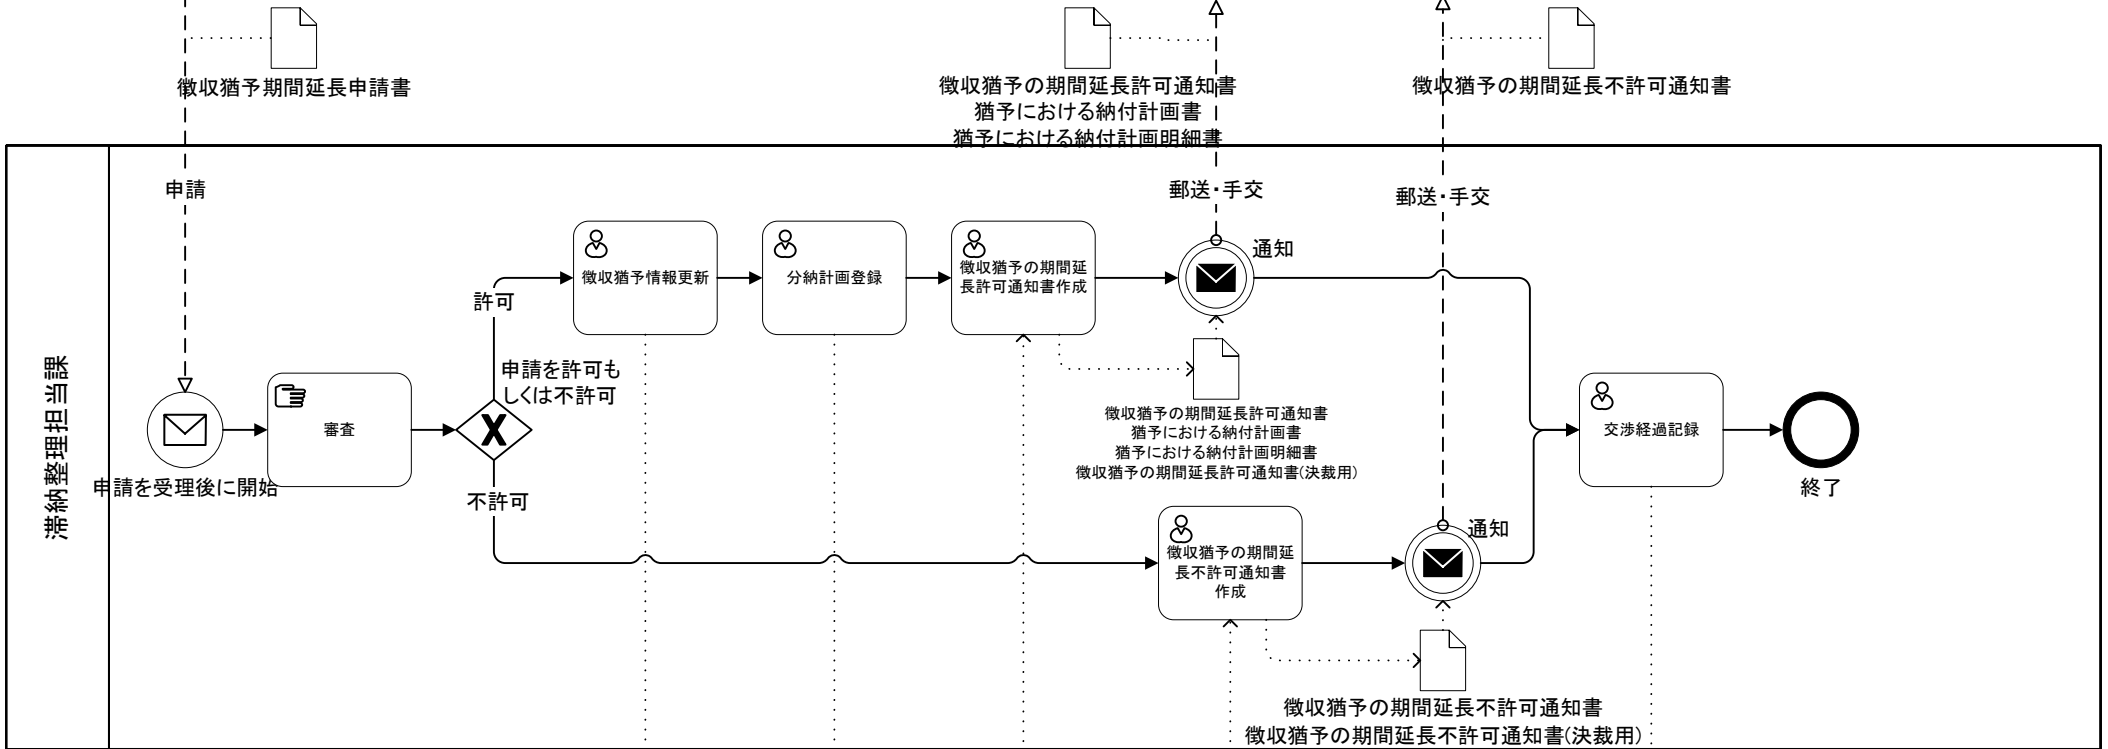 徴収猶予期間延長申請書
徴収猶予の期間延長許可通知書
猶予における納付計画書
猶予における納付計画明細書
徴収猶予の期間延長不許可通知書
滞納整理担当課
申請
郵送・手交
郵送・手交
申請を受理後に開始
審査
申請を許可も
しくは不許可
許可
不許可
徴収猶予情報更新
分納計画登録
徴収猶予の期間延
長許可通知書作成
通知
徴収猶予の期間延長許可通知書
猶予における納付計画書
猶予における納付計画明細書
徴収猶予の期間延長許可通知書(決裁用)
徴収猶予の期間延
長不許可通知書
作成
通知
徴収猶予の期間延長不許可通知書
徴収猶予の期間延長不許可通知書(決裁用)
交渉経過記録
終了